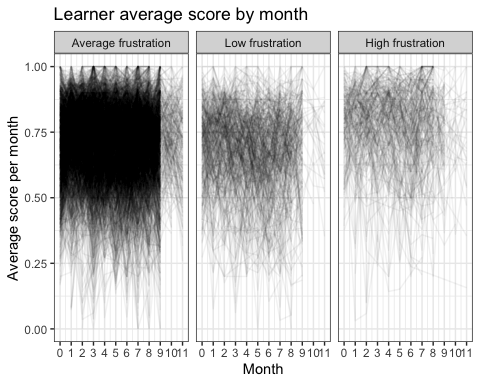 Learner average score by month
Average frustration Low frustration High frustration
Average score per month
1.00
0.75
0.50
0.25
0.00
0 1 2 3 4 5 6 7 8 9 10 11 0 1 2 3 4 5 6 7 8 9 10 11 0 1 2 3 4 5 6 7 8 9 10 11
Month